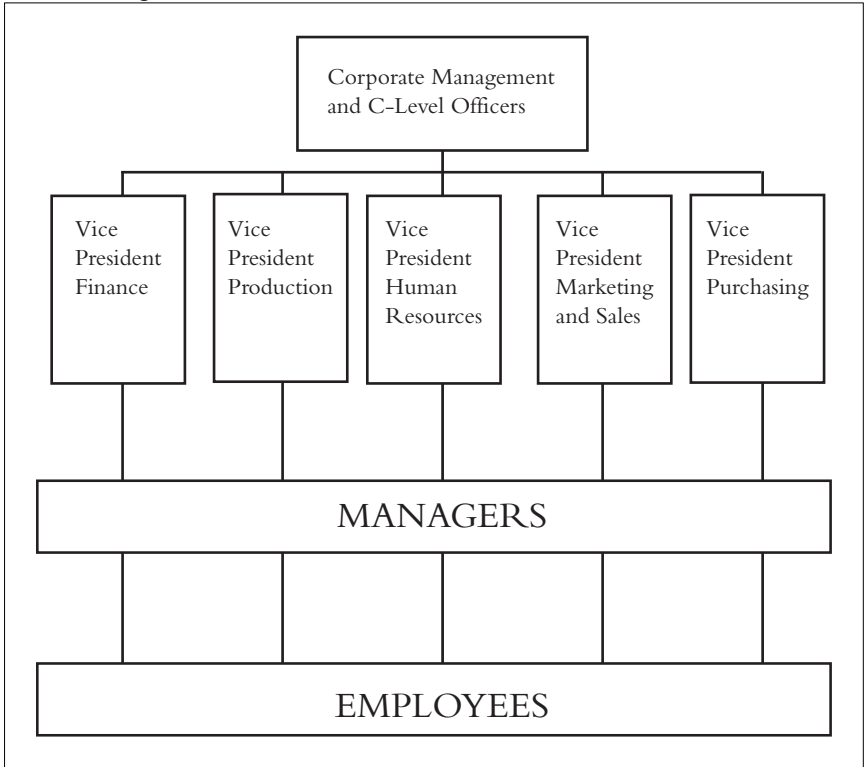 Corporate Management
and C-Level Officers
Vice
President
Finance
Vice
President
Production
Vice
President
Human
Resources
Vice
President
Marketing
and Sales
Vice
President
Purchasing
MANAGERS
EMPLOYEES